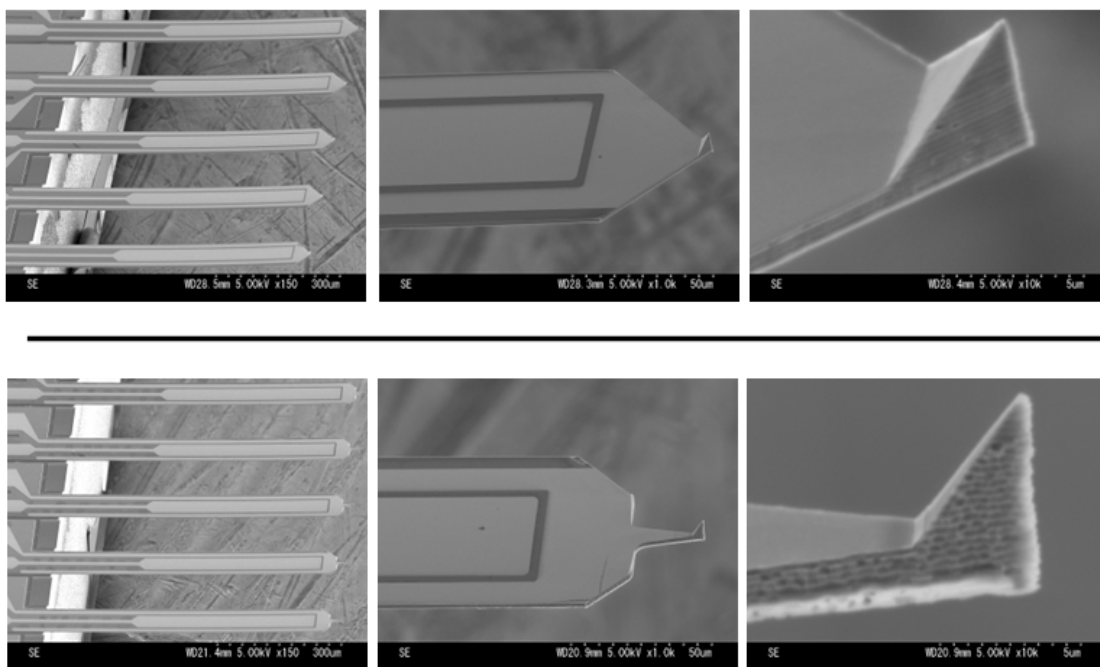 SE WD28.5mm 5.00kV x150 300um
SE WD28.3mm 5.00kV x1.0k 50um
SE WD28.4mm 5.00kV x10k 5um
SE WD21.4mm 5.00kV x150 300um
SE WD20.9mm 5.00kV x1.0k 50um
SE WD20.9mm 5.00kV x10k 5um